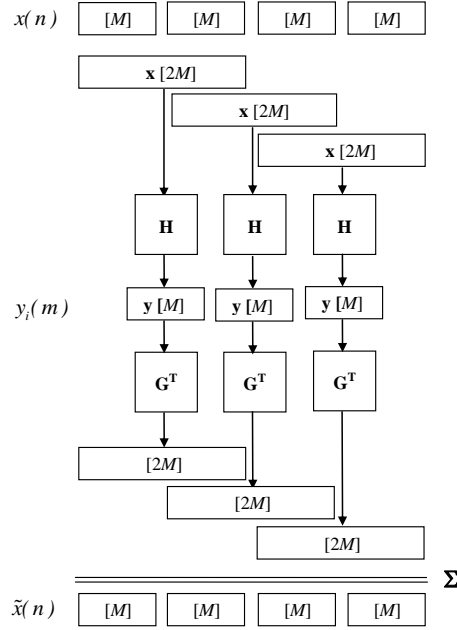 x(n) [M] [M] [M] [M]
x [2M]
x [2M]
x [2M]
H H H
y_i(m) y [M] y [M] y [M]
G^T G^T G^T
[2M]
[2M]
[2M]
Σ
x̃(n) [M] [M] [M] [M]